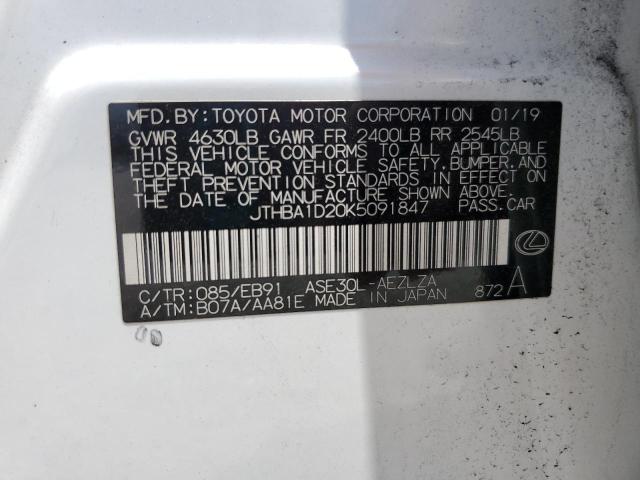 MFD. BY: TOYOTA MOTOR CORPORATION 01/19
GVWR 4630LB GAWR FR 2400LB RR 2545LB
THIS VEHICLE CONFORMS TO ALL APPLICABLE
FEDERAL MOTOR VEHICLE SAFETY, BUMPER, AND
THEFT PREVENTION STANDARDS IN EFFECT ON
THE DATE OF MANUFACTURE SHOWN ABOVE.
JTHBA1D20K5091847 PASS. CAR
C/TR: 085/EB91 ASE30L-AEZLZA
A/TM: B07A/AA81E MADE IN JAPAN 872 A